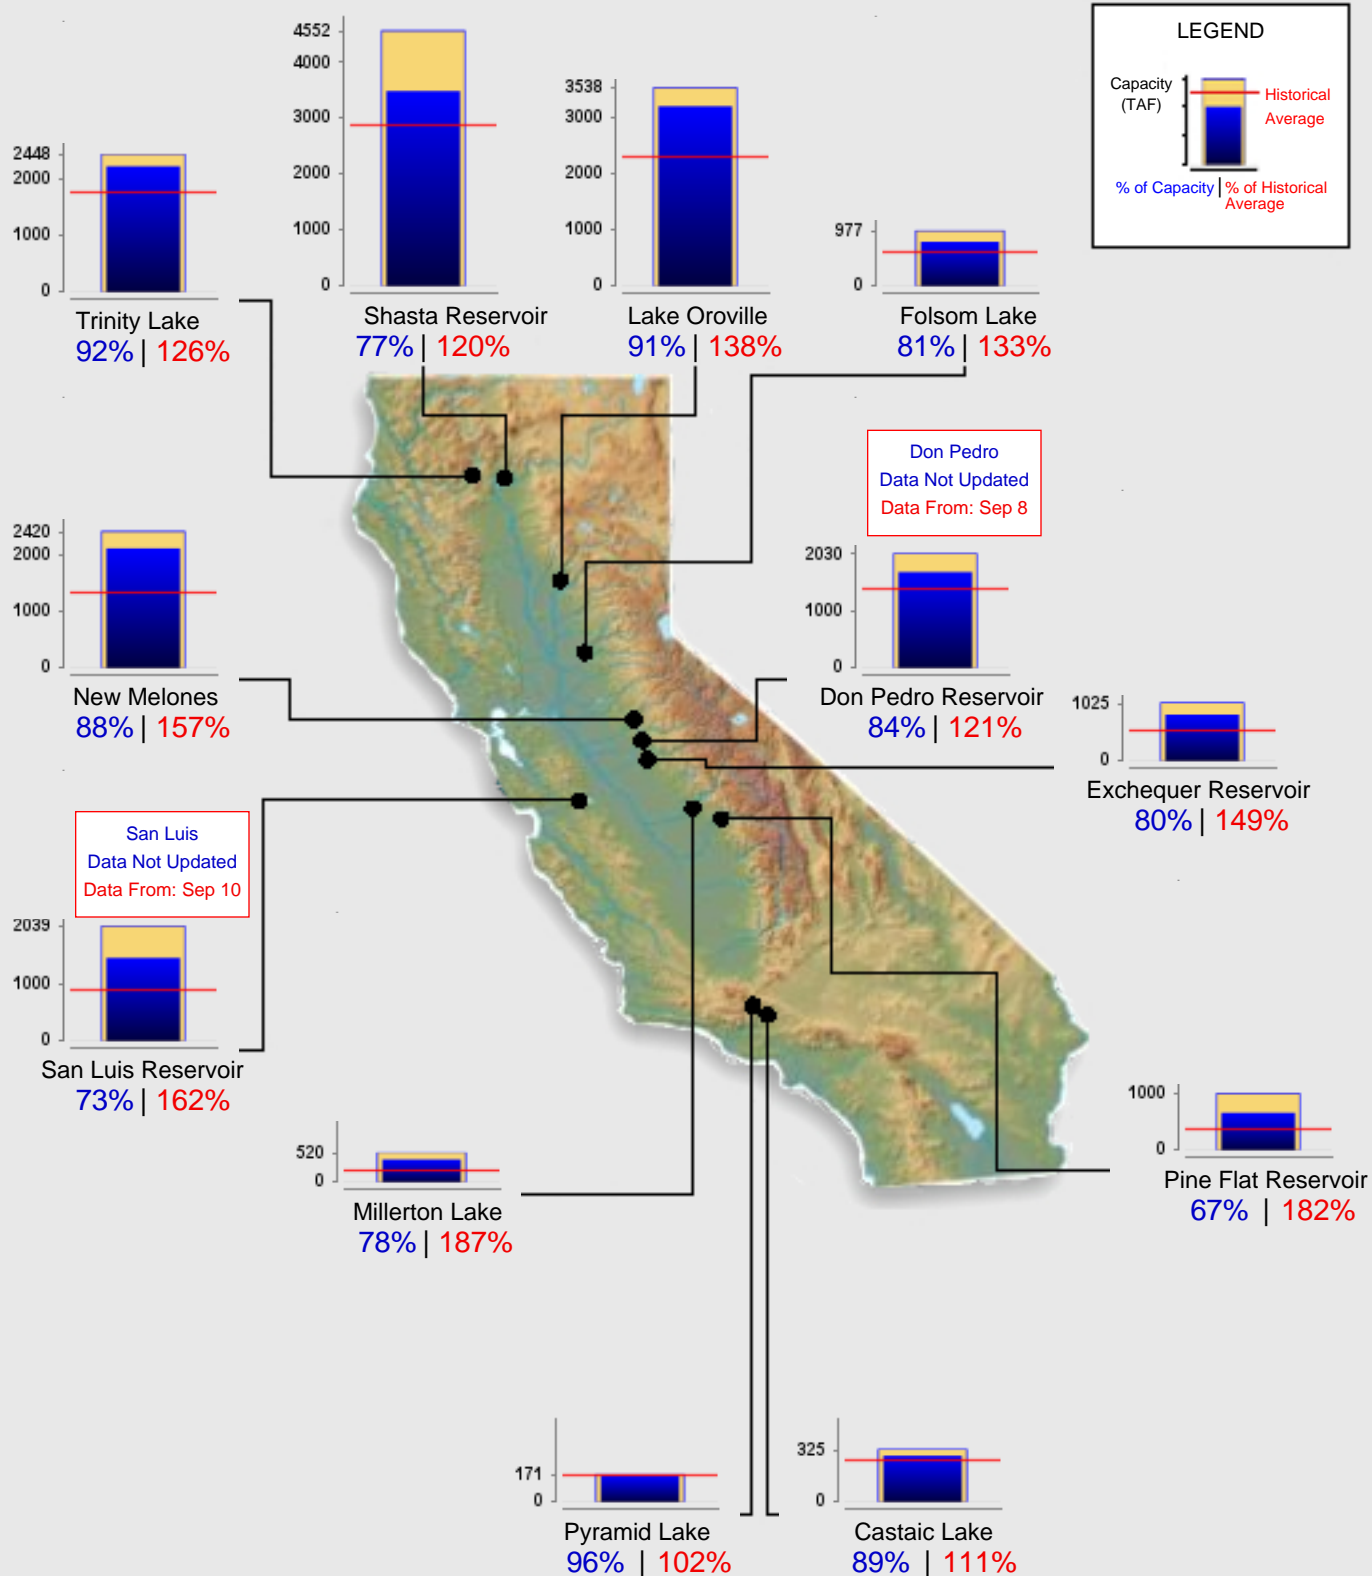 LEGEND
Capacity
(TAF)
Historical
Average
% of Capacity | % of Historical
Average
4552
4000
3000
2000
1000
0
Shasta Reservoir
77% | 120%
3538
3000
2000
1000
0
Lake Oroville
91% | 138%
2448
2000
1000
0
Trinity Lake
92% | 126%
977
0
Folsom Lake
81% | 133%
Don Pedro
Data Not Updated
Data From: Sep 8
2030
1000
0
Don Pedro Reservoir
84% | 121%
2420
2000
1000
0
New Melones
88% | 157%
1025
0
Exchequer Reservoir
80% | 149%
San Luis
Data Not Updated
Data From: Sep 10
2039
1000
0
San Luis Reservoir
73% | 162%
520
0
Millerton Lake
78% | 187%
1000
0
Pine Flat Reservoir
67% | 182%
171
0
Pyramid Lake
96% | 102%
325
0
Castaic Lake
89% | 111%